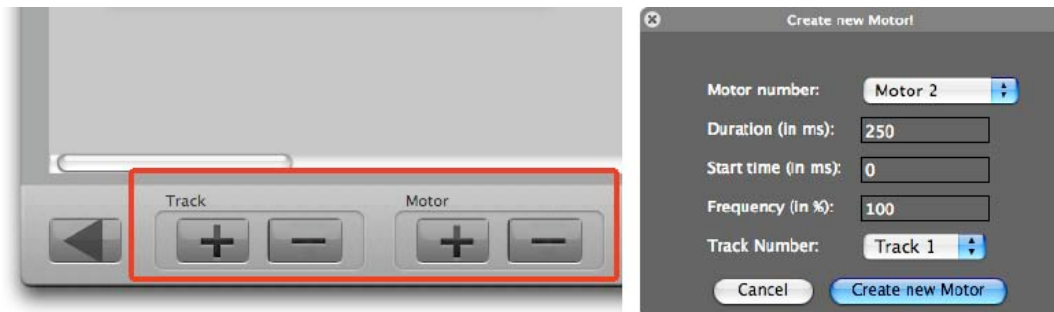 Track
Motor
Create new Motor!
Motor number: Motor 2
Duration (in ms): 250
Start time (in ms): 0
Frequency (in %): 100
Track Number: Track 1
Cancel Create new Motor